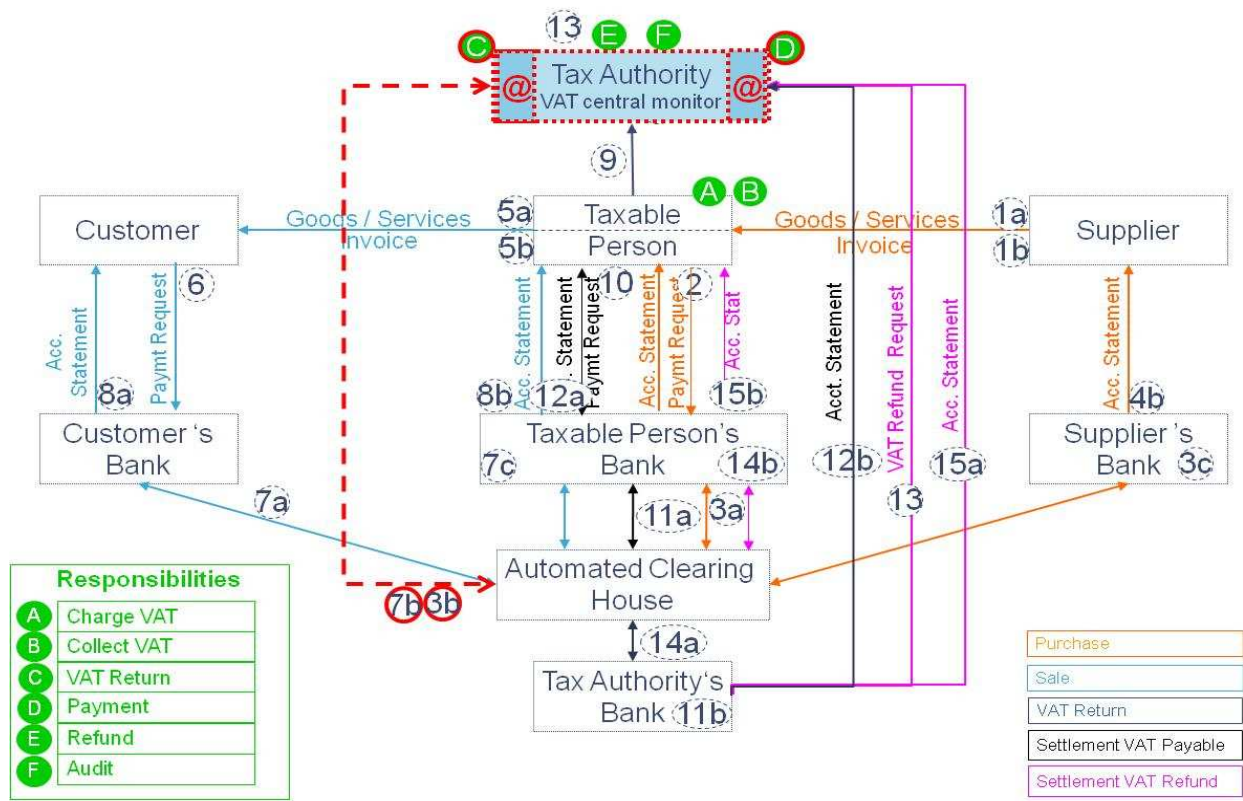 13
C
E
F
D
@
Tax Authority
VAT central monitor
@
9
A
B
Customer
Goods / Services
Invoice
5a
5b
Taxable
Person
Goods / Services
Invoice
1a
1b
Supplier
6
10
2
Acc.
Statement
Paymt Request
Acc. Statement
. Statement
Paymt Request
Acc. Statement
Paymt Request
Acc. Stat
Acct. Statement
VAT Refund Request
Acc. Statement
Acc. Statement
8a
8b
12a
15b
4b
Customer ‘s
Bank
Taxable Person's
Bank
7c
14b
12b
15a
Supplier ’s
Bank
3c
7a
11a
3a
13
Automated Clearing
House
7b
3b
14a
Tax Authority‘s
Bank
11b
Responsibilities
A Charge VAT
B Collect VAT
C VAT Return
D Payment
E Refund
F Audit
Purchase
Sale
VAT Return
Settlement VAT Payable
Settlement VAT Refund